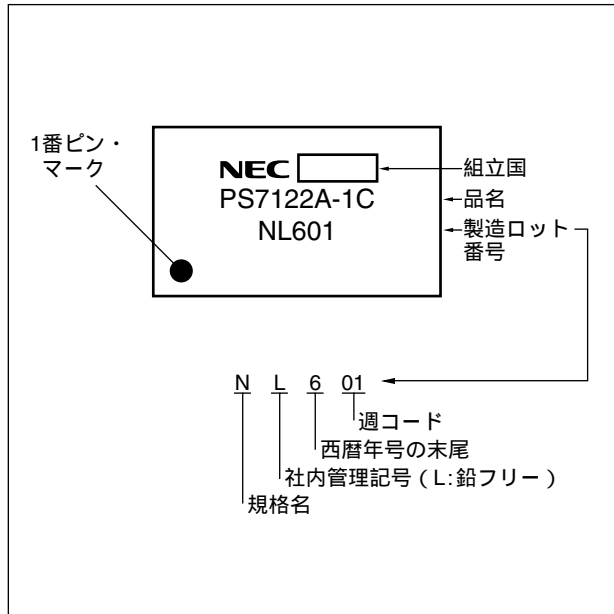 1番ピン・
マーク
NEC
組立国
PS7122A-1C
品名
NL601
製造ロット
番号
N L 6 01
週コード
西暦年号の末尾
社内管理記号（L:鉛フリー）
規格名